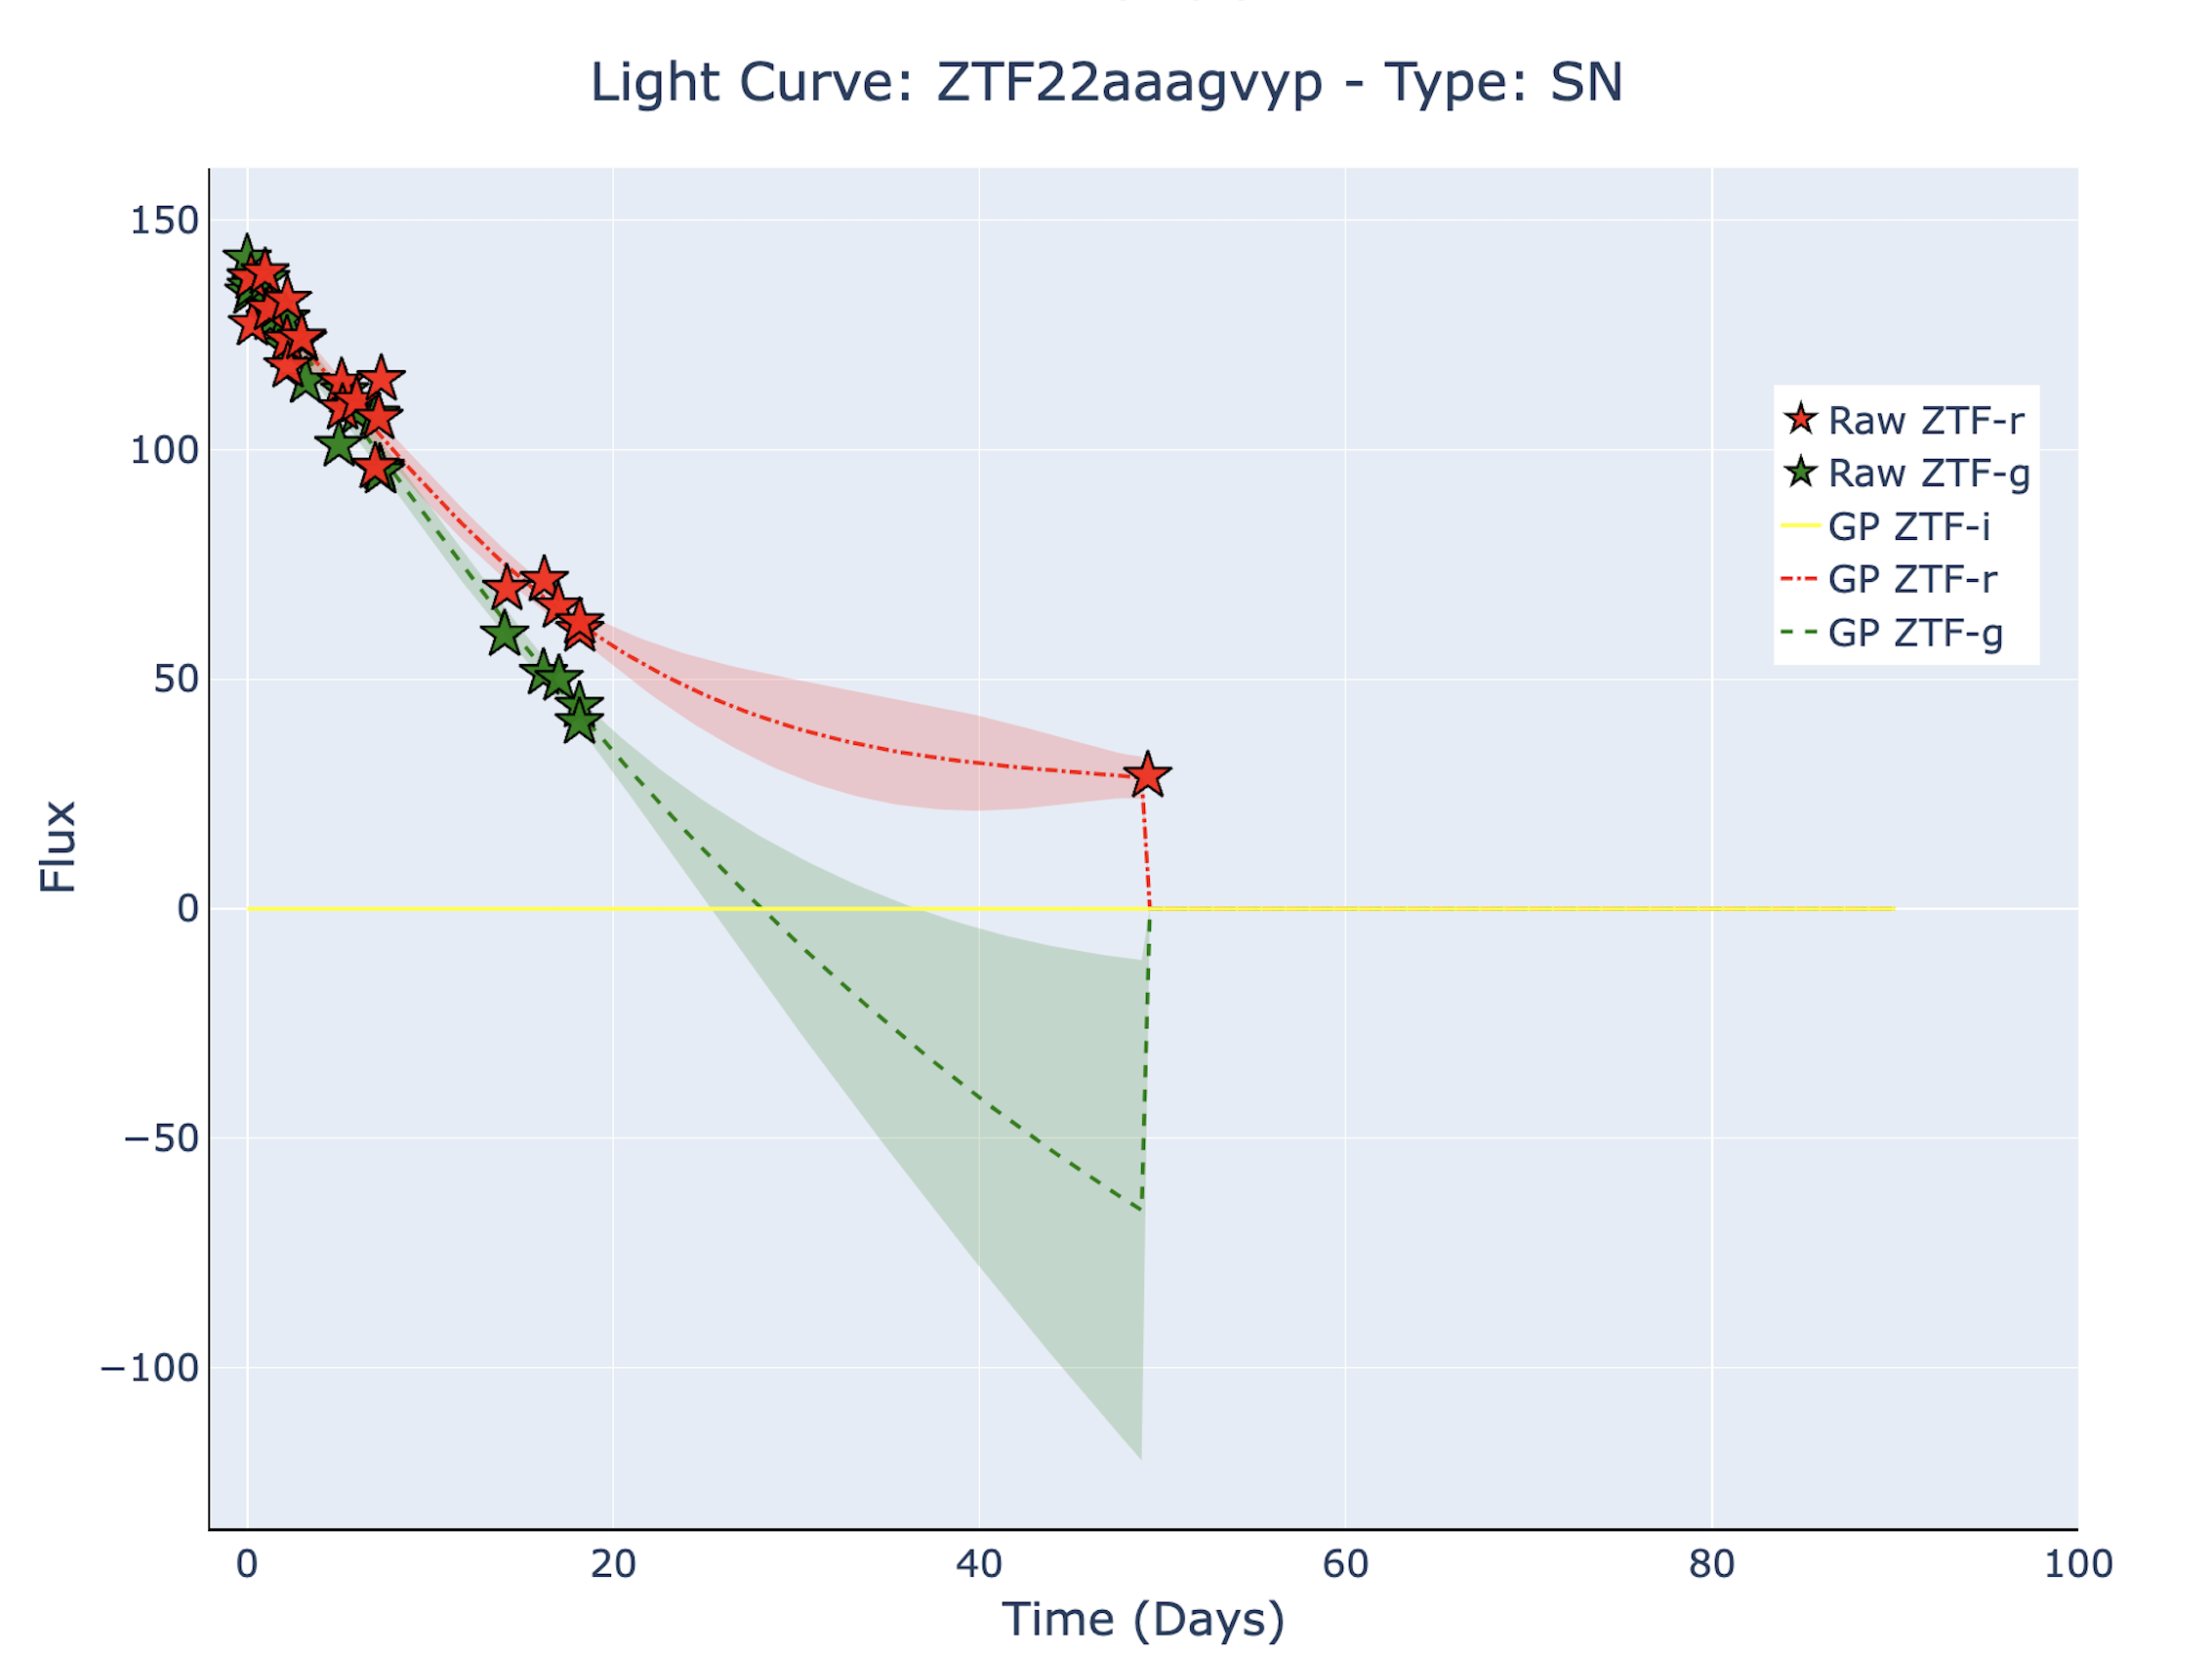 Light Curve: ZTF22aaagvyp - Type: SN
150
100
50
0
−50
−100
Flux
0 20 40 60 80 100
Time (Days)
Raw ZTF-r
Raw ZTF-g
GP ZTF-i
GP ZTF-r
GP ZTF-g